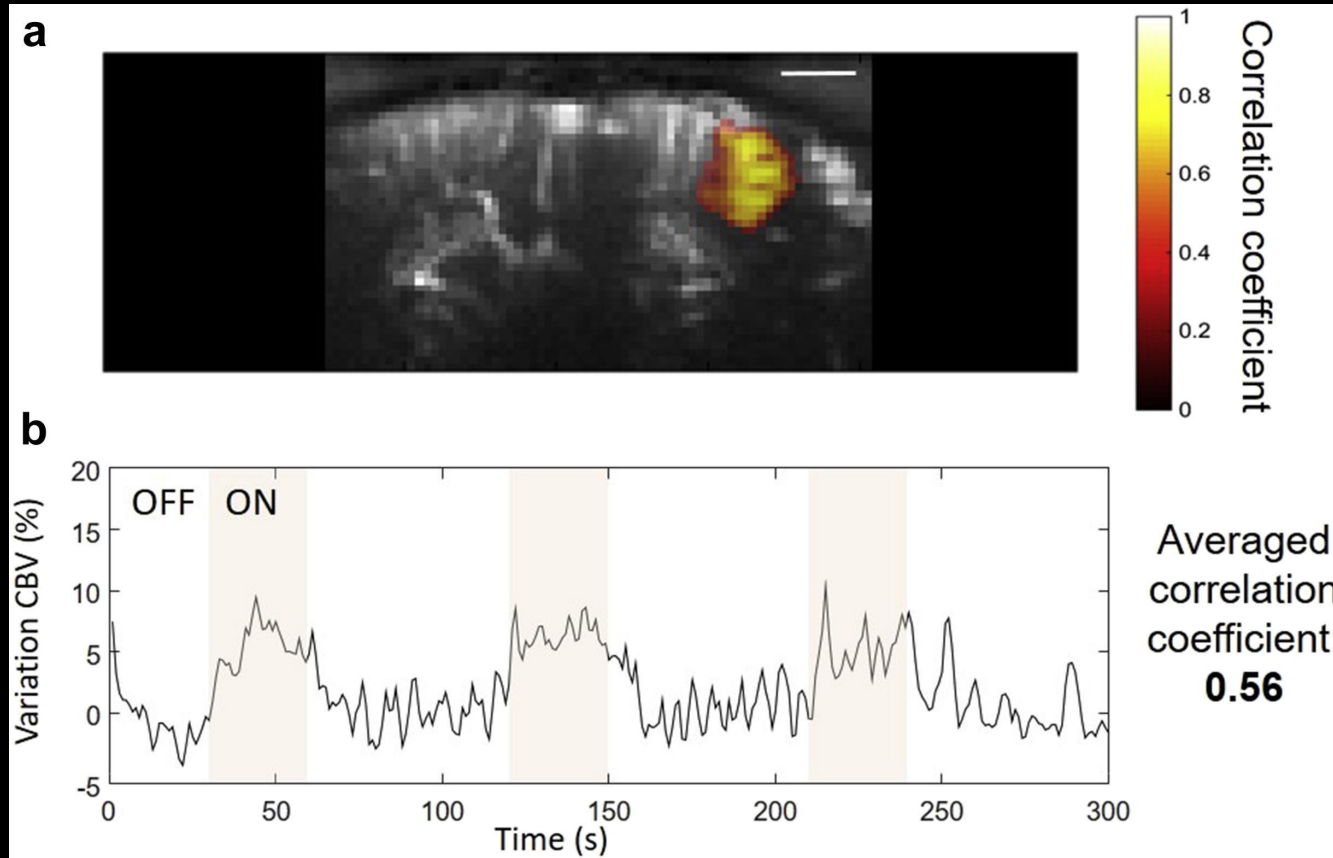 a
1
0.8
0.6
0.4
0.2
0
Correlation coefficient
b
20
15
10
5
0
-5
Variation CBV (%)
OFF ON
0 50 100 150 200 250 300
Time (s)
Averaged
correlation
coefficient
0.56